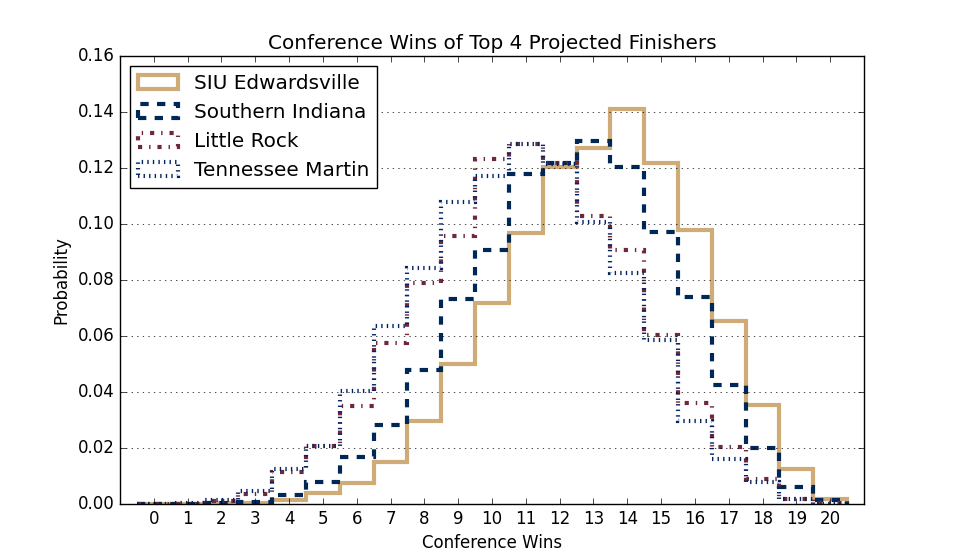 Conference Wins of Top 4 Projected Finishers
SIU Edwardsville
Southern Indiana
Little Rock
Tennessee Martin
0.16
0.14
0.12
0.10
0.08
0.06
0.04
0.02
0.00
Probability
0 1 2 3 4 5 6 7 8 9 10 11 12 13 14 15 16 17 18 19 20
Conference Wins